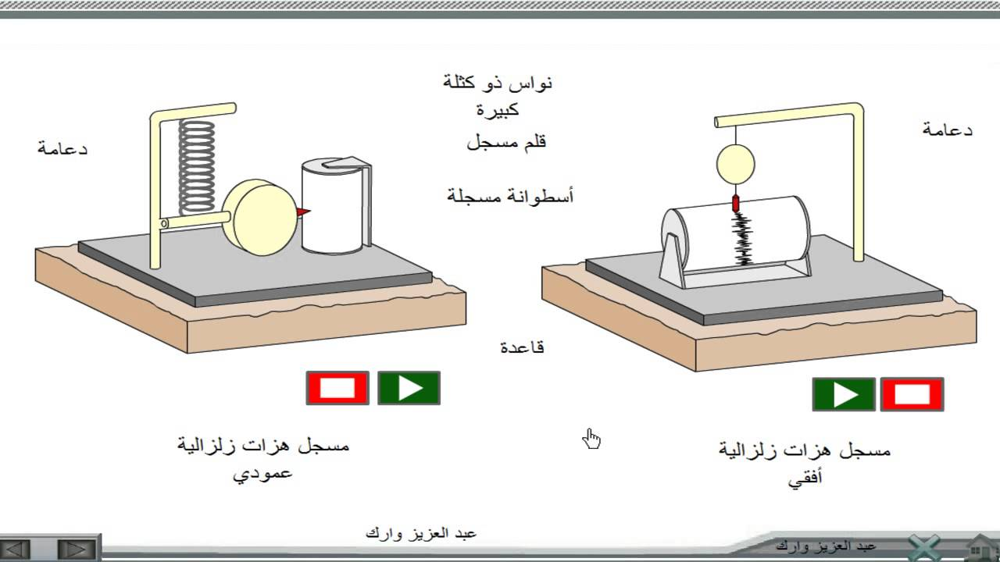 نواس ذو كثلة
كبيرة
قلم مسجل
أسطوانة مسجلة
دعامة
دعامة
قاعدة
مسجل هزات زلزالية
أفقي
مسجل هزات زلزالية
عمودي
عبد العزيز وارك
عبد العزيز وارك